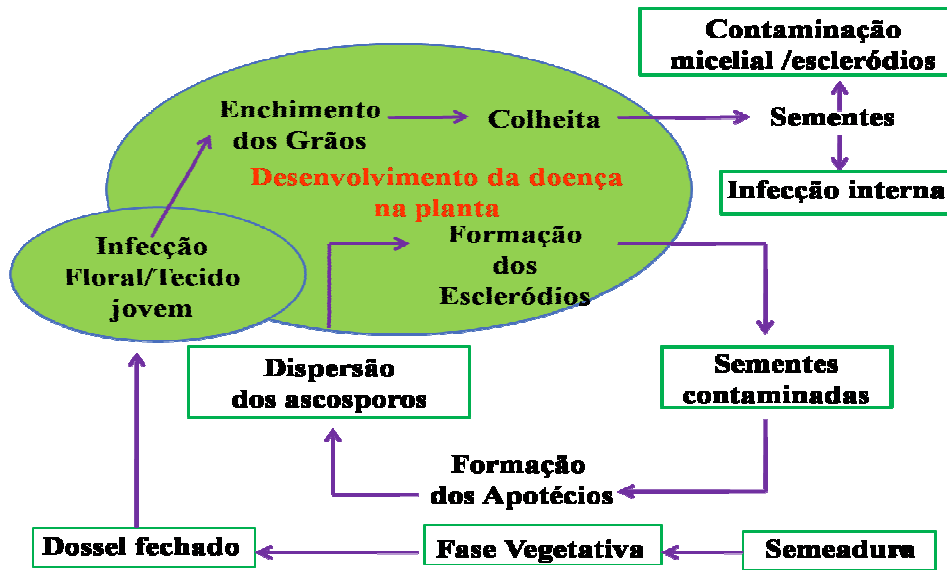 Contaminação
micelial /escleródios
Enchimento
dos Grãos
Colheita
Sementes
Desenvolvimento da doença
na planta
Infecção interna
Infecção
Floral/Tecido
jovem
Formação
dos
Escleródios
Dispersão
dos ascosporos
Sementes
contaminadas
Formação
dos Apotécios
Dossel fechado
Fase Vegetativa
Semeadura